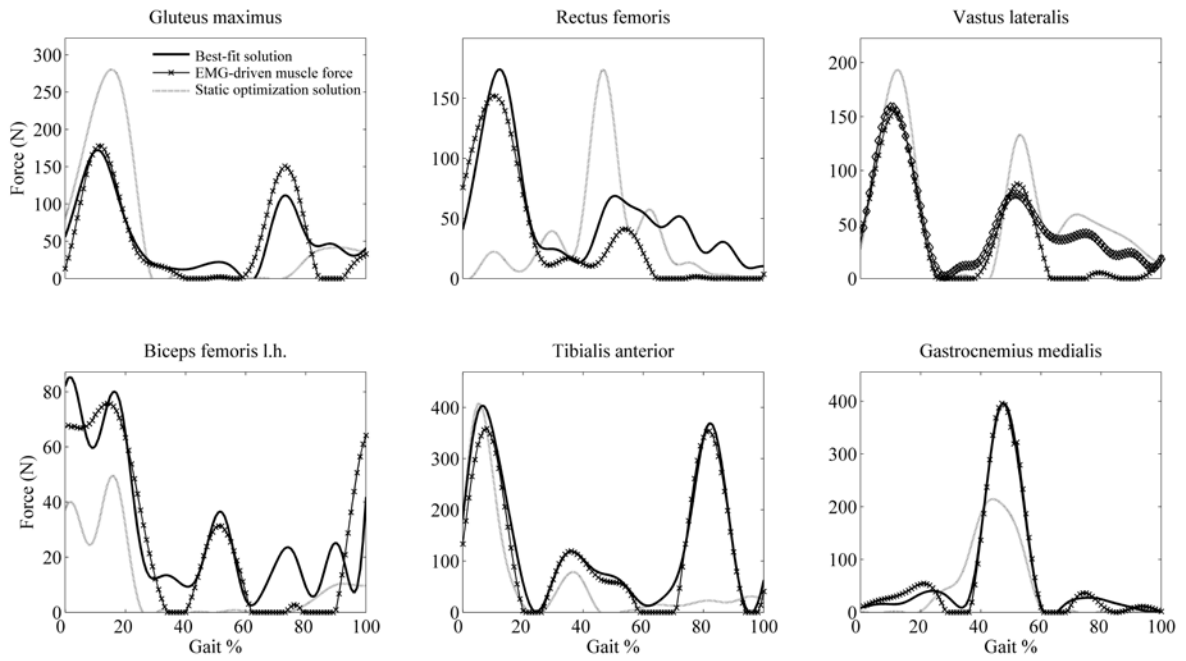 Gluteus maximus
Rectus femoris
Vastus lateralis
300
250
200
150
100
50
0
Force (N)
Best-fit solution
EMG-driven muscle force
Static optimization solution
150
100
50
0
200
150
100
50
0
Biceps femoris l.h.
Tibialis anterior
Gastrocnemius medialis
80
60
40
20
0
Force (N)
0 20 40 60 80 100
Gait %
400
300
200
100
0
0 20 40 60 80 100
Gait %
400
300
200
100
0
0 20 40 60 80 100
Gait %